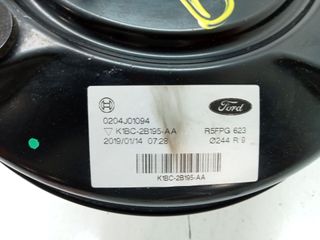 Ford
0204J01094
▽ K1BC-2B195-AA R5FPG 623
2019/01/14 07:28 Ø244 R 9
K1BC-2B195-AA